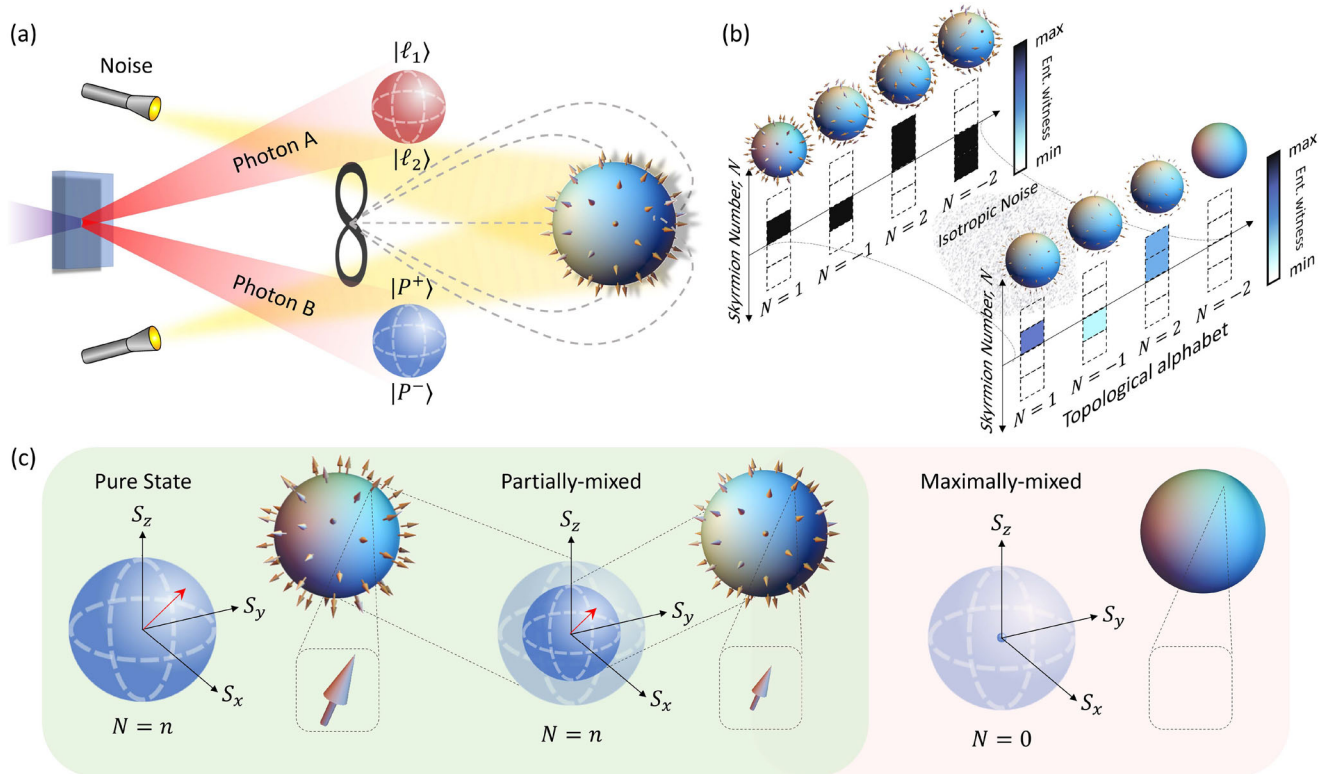 (a)
Noise
Photon A
Photon B
|ℓ₁⟩
|ℓ₂⟩
|P⁺⟩
|P⁻⟩
(b)
Skyrmion Number, N
N = 1
N = −1
N = 2
N = −2
max
Ent. witness
min
Isotropic Noise
Skyrmion Number, N
N = 1
N = −1
N = 2
N = −2
Topological alphabet
max
Ent. witness
min
(c)
Pure State
S_z
S_y
S_x
N = n
Partially-mixed
S_z
S_y
S_x
N = n
Maximally-mixed
S_z
S_y
S_x
N = 0